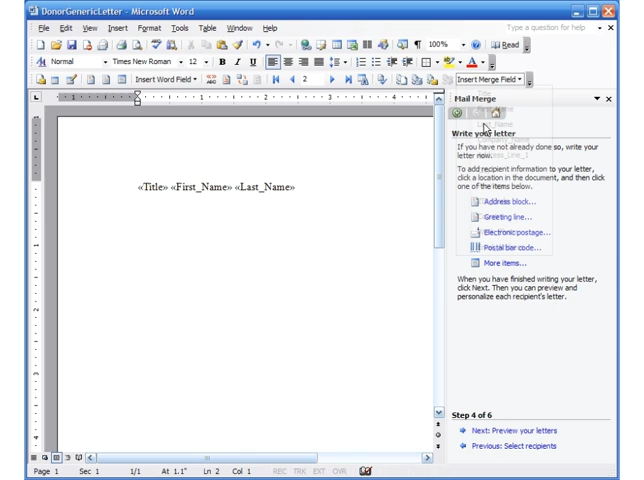 DonorGenericLetter - Microsoft Word
File Edit View Insert Format Tools Table Window Help Type a question for help
100% Read
Normal Times New Roman 12 B I U
Insert Word Field 2 Insert Merge Field
Title
Mail Merge
Last_Name
Company_Name
Write your letter
If you have not already done so, write your
letter now.
To add recipient information to your letter,
click a location in the document, and then click
one of the items below.
«Title» «First_Name» «Last_Name»
Address block...
Greeting line...
Electronic postage...
Postal bar code...
More items...
When you have finished writing your letter,
click Next. Then you can preview and
personalize each recipient's letter.
Step 4 of 6
Next: Preview your letters
Previous: Select recipients
Page 1 Sec 1 1/1 At 1.1" Ln 2 Col 1 REC TRK EXT OVR